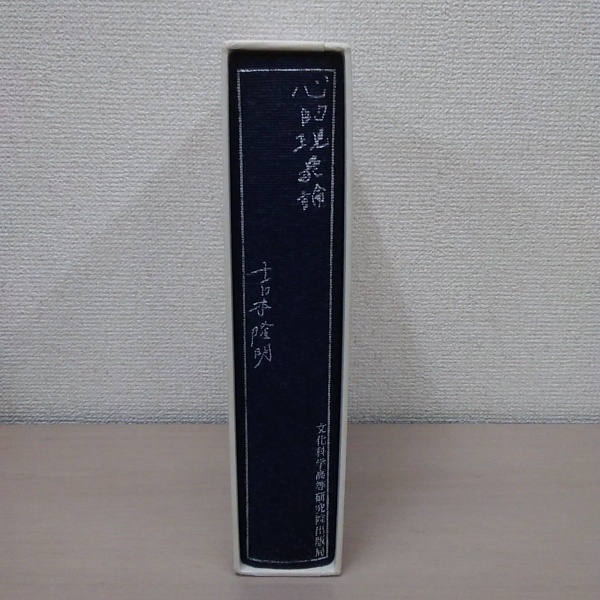 心的現象論
吉本隆明
文化科学高等研究院出版局